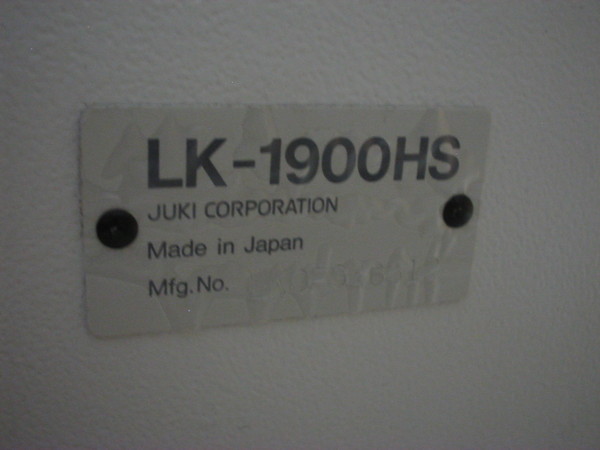 LK-1900HS
JUKI CORPORATION
Made in Japan
Mfg.No.